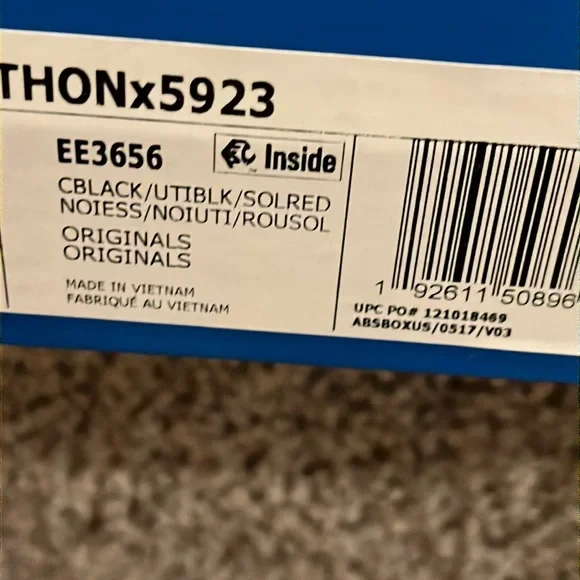 THONx5923
EE3656
Inside
CBLACK/UTIBLK/SOLRED
NOIESS/NOIUTI/ROUSOL
ORIGINALS
ORIGINALS
MADE IN VIETNAM
FABRIQUÉ AU VIETNAM
1 92611 50896
UPC PO# 121018469
ABSBOXUS/0517/V03